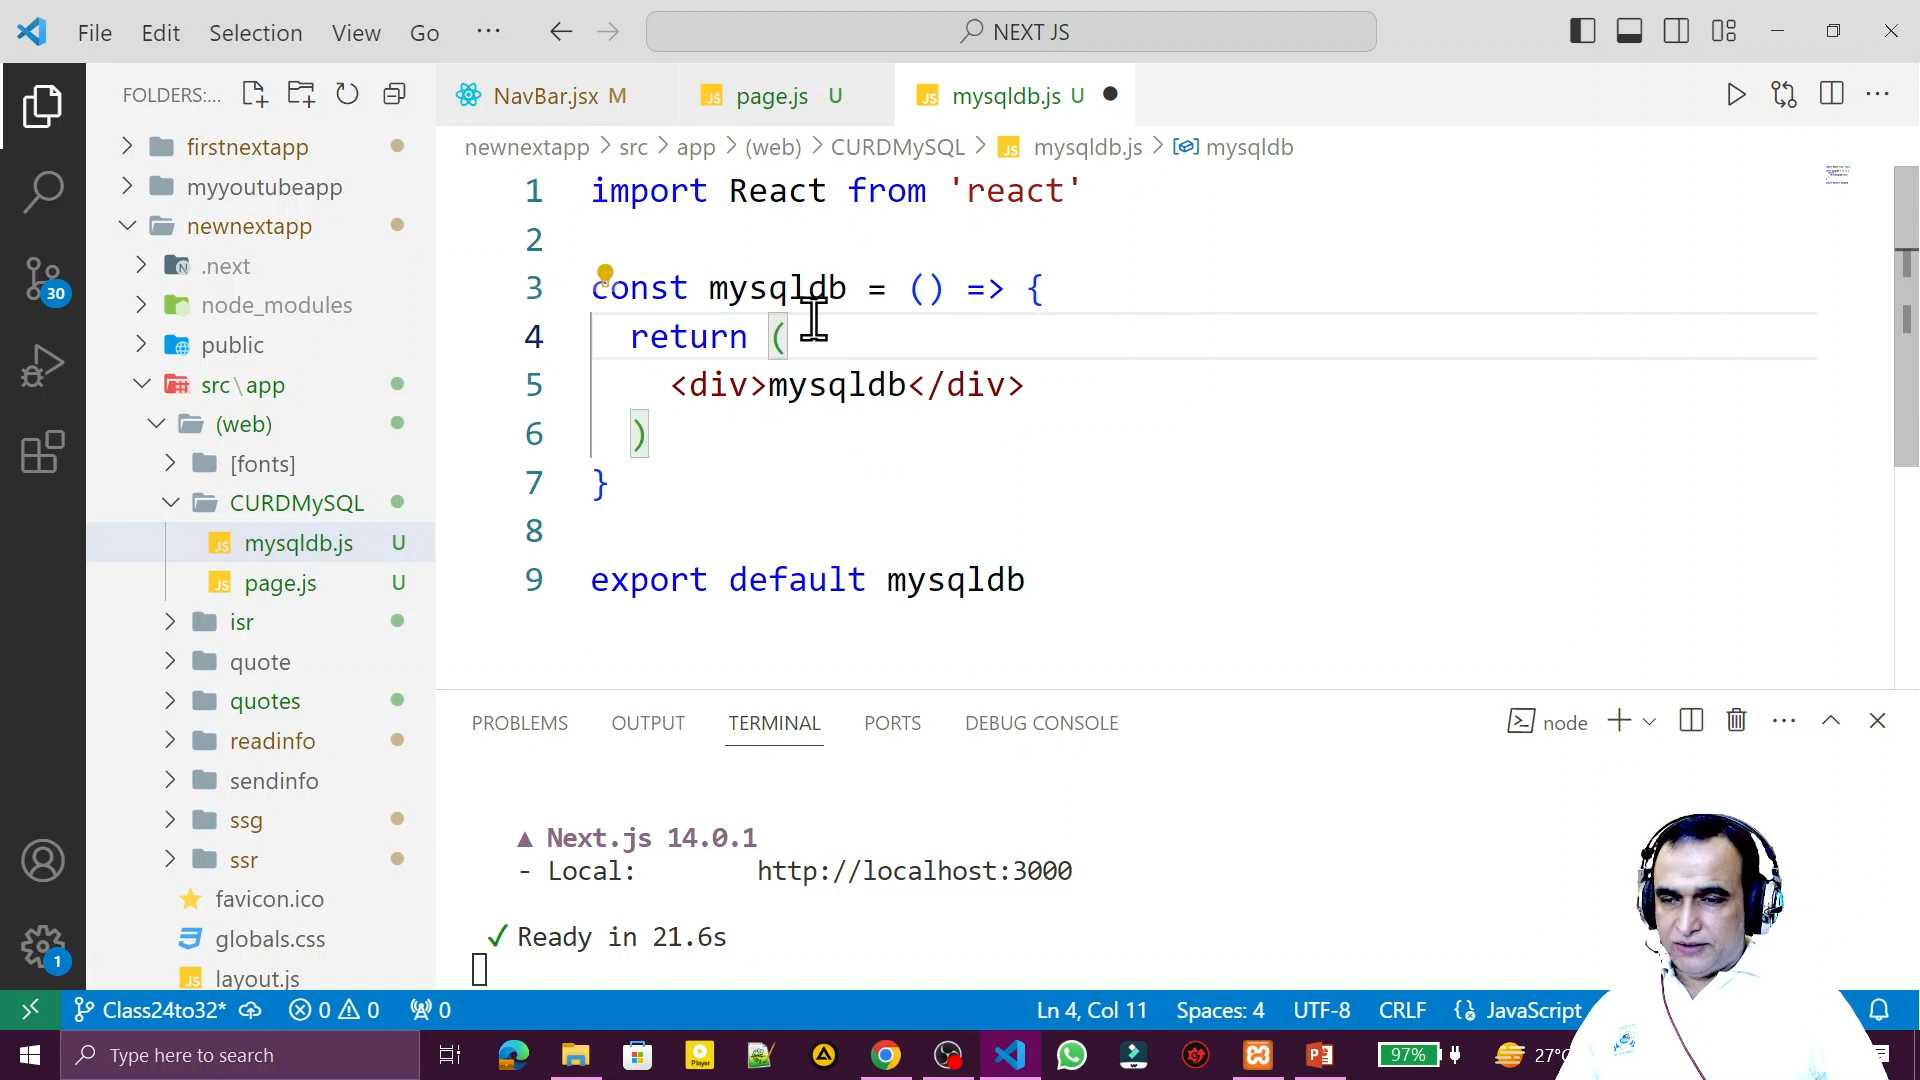 File Edit Selection View Go ··· NEXT JS
FOLDERS:...
NavBar.jsx M
page.js U
mysqldb.js U
newnextapp > src > app > (web) > CURDMySQL > JS mysqldb.js > mysqldb
firstnextapp
myyoutubeapp
newnextapp
.next
node_modules
public
src\app
(web)
[fonts]
CURDMySQL
JS mysqldb.js U
JS page.js U
isr
quote
quotes
readinfo
sendinfo
ssg
ssr
favicon.ico
globals.css
JS layout.js
30
1
1 import React from 'react'
2
3 const mysqldb = () => {
4 return (
5 <div>mysqldb</div>
6 )
7 }
8
9 export default mysqldb
PROBLEMS OUTPUT TERMINAL PORTS DEBUG CONSOLE node
▲ Next.js 14.0.1
- Local: http://localhost:3000
✓ Ready in 21.6s
Class24to32* 0 0 0 Ln 4, Col 11 Spaces: 4 UTF-8 CRLF {} JavaScript
Type here to search 97% 27°C